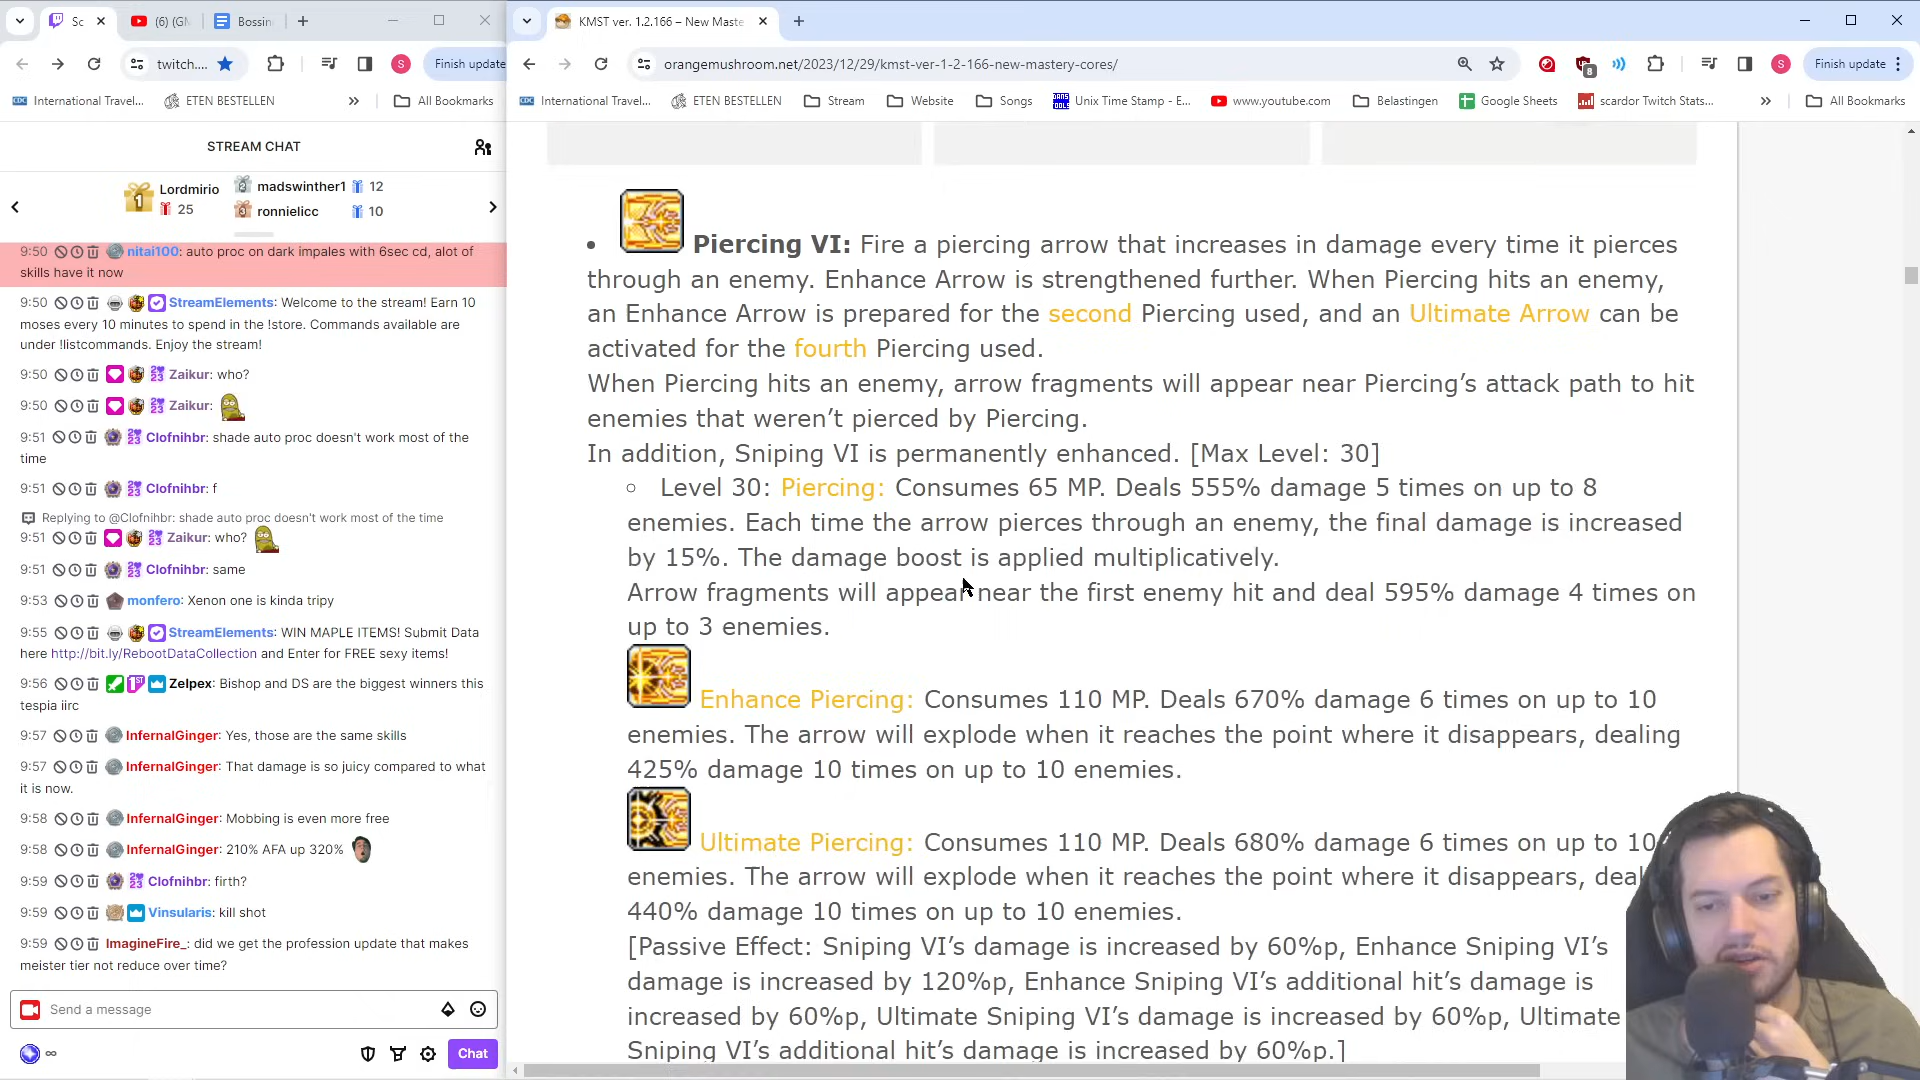 Sc
(6) (GM
Bossin
twitch....
Finish update
International Travel...
ETEN BESTELLEN
All Bookmarks
STREAM CHAT
1
Lordmirio
25
2 madswinther1 12
3 ronnielicc 10
9:50 nitai100: auto proc on dark impales with 6sec cd, alot of
skills have it now
9:50 StreamElements: Welcome to the stream! Earn 10
moses every 10 minutes to spend in the !store. Commands available are
under !listcommands. Enjoy the stream!
9:50 Zaikur: who?
9:50 Zaikur:
9:51 Clofnihbr: shade auto proc doesn't work most of the
time
9:51 Clofnihbr: f
Replying to @Clofnihbr: shade auto proc doesn't work most of the time
9:51 Zaikur: who?
9:51 Clofnihbr: same
9:53 monfero: Xenon one is kinda tripy
9:55 StreamElements: WIN MAPLE ITEMS! Submit Data
here http://bit.ly/RebootDataCollection and Enter for FREE sexy items!
9:56 Zelpex: Bishop and DS are the biggest winners this
tespia iirc
9:57 InfernalGinger: Yes, those are the same skills
9:57 InfernalGinger: That damage is so juicy compared to what
it is now.
9:58 InfernalGinger: Mobbing is even more free
9:58 InfernalGinger: 210% AFA up 320%
9:59 Clofnihbr: firth?
9:59 Vinsularis: kill shot
9:59 ImagineFire_: did we get the profession update that makes
meister tier not reduce over time?
Send a message
∞
Chat
KMST ver. 1.2.166 – New Maste
orangemushroom.net/2023/12/29/kmst-ver-1-2-166-new-mastery-cores/
8
S
Finish update
International Travel...
ETEN BESTELLEN
Stream
Website
Songs
Unix Time Stamp - E...
www.youtube.com
Belastingen
Google Sheets
scardor Twitch Stats...
All Bookmarks
• Piercing VI: Fire a piercing arrow that increases in damage every time it pierces
through an enemy. Enhance Arrow is strengthened further. When Piercing hits an enemy,
an Enhance Arrow is prepared for the second Piercing used, and an Ultimate Arrow can be
activated for the fourth Piercing used.
When Piercing hits an enemy, arrow fragments will appear near Piercing’s attack path to hit
enemies that weren’t pierced by Piercing.
In addition, Sniping VI is permanently enhanced. [Max Level: 30]
Level 30: Piercing: Consumes 65 MP. Deals 555% damage 5 times on up to 8
enemies. Each time the arrow pierces through an enemy, the final damage is increased
by 15%. The damage boost is applied multiplicatively.
Arrow fragments will appear near the first enemy hit and deal 595% damage 4 times on
up to 3 enemies.
Enhance Piercing: Consumes 110 MP. Deals 670% damage 6 times on up to 10
enemies. The arrow will explode when it reaches the point where it disappears, dealing
425% damage 10 times on up to 10 enemies.
Ultimate Piercing: Consumes 110 MP. Deals 680% damage 6 times on up to 10
enemies. The arrow will explode when it reaches the point where it disappears, deal
440% damage 10 times on up to 10 enemies.
[Passive Effect: Sniping VI’s damage is increased by 60%p, Enhance Sniping VI’s
damage is increased by 120%p, Enhance Sniping VI’s additional hit’s damage is
increased by 60%p, Ultimate Sniping VI’s damage is increased by 60%p, Ultimate
Sniping VI’s additional hit’s damage is increased by 60%p.]